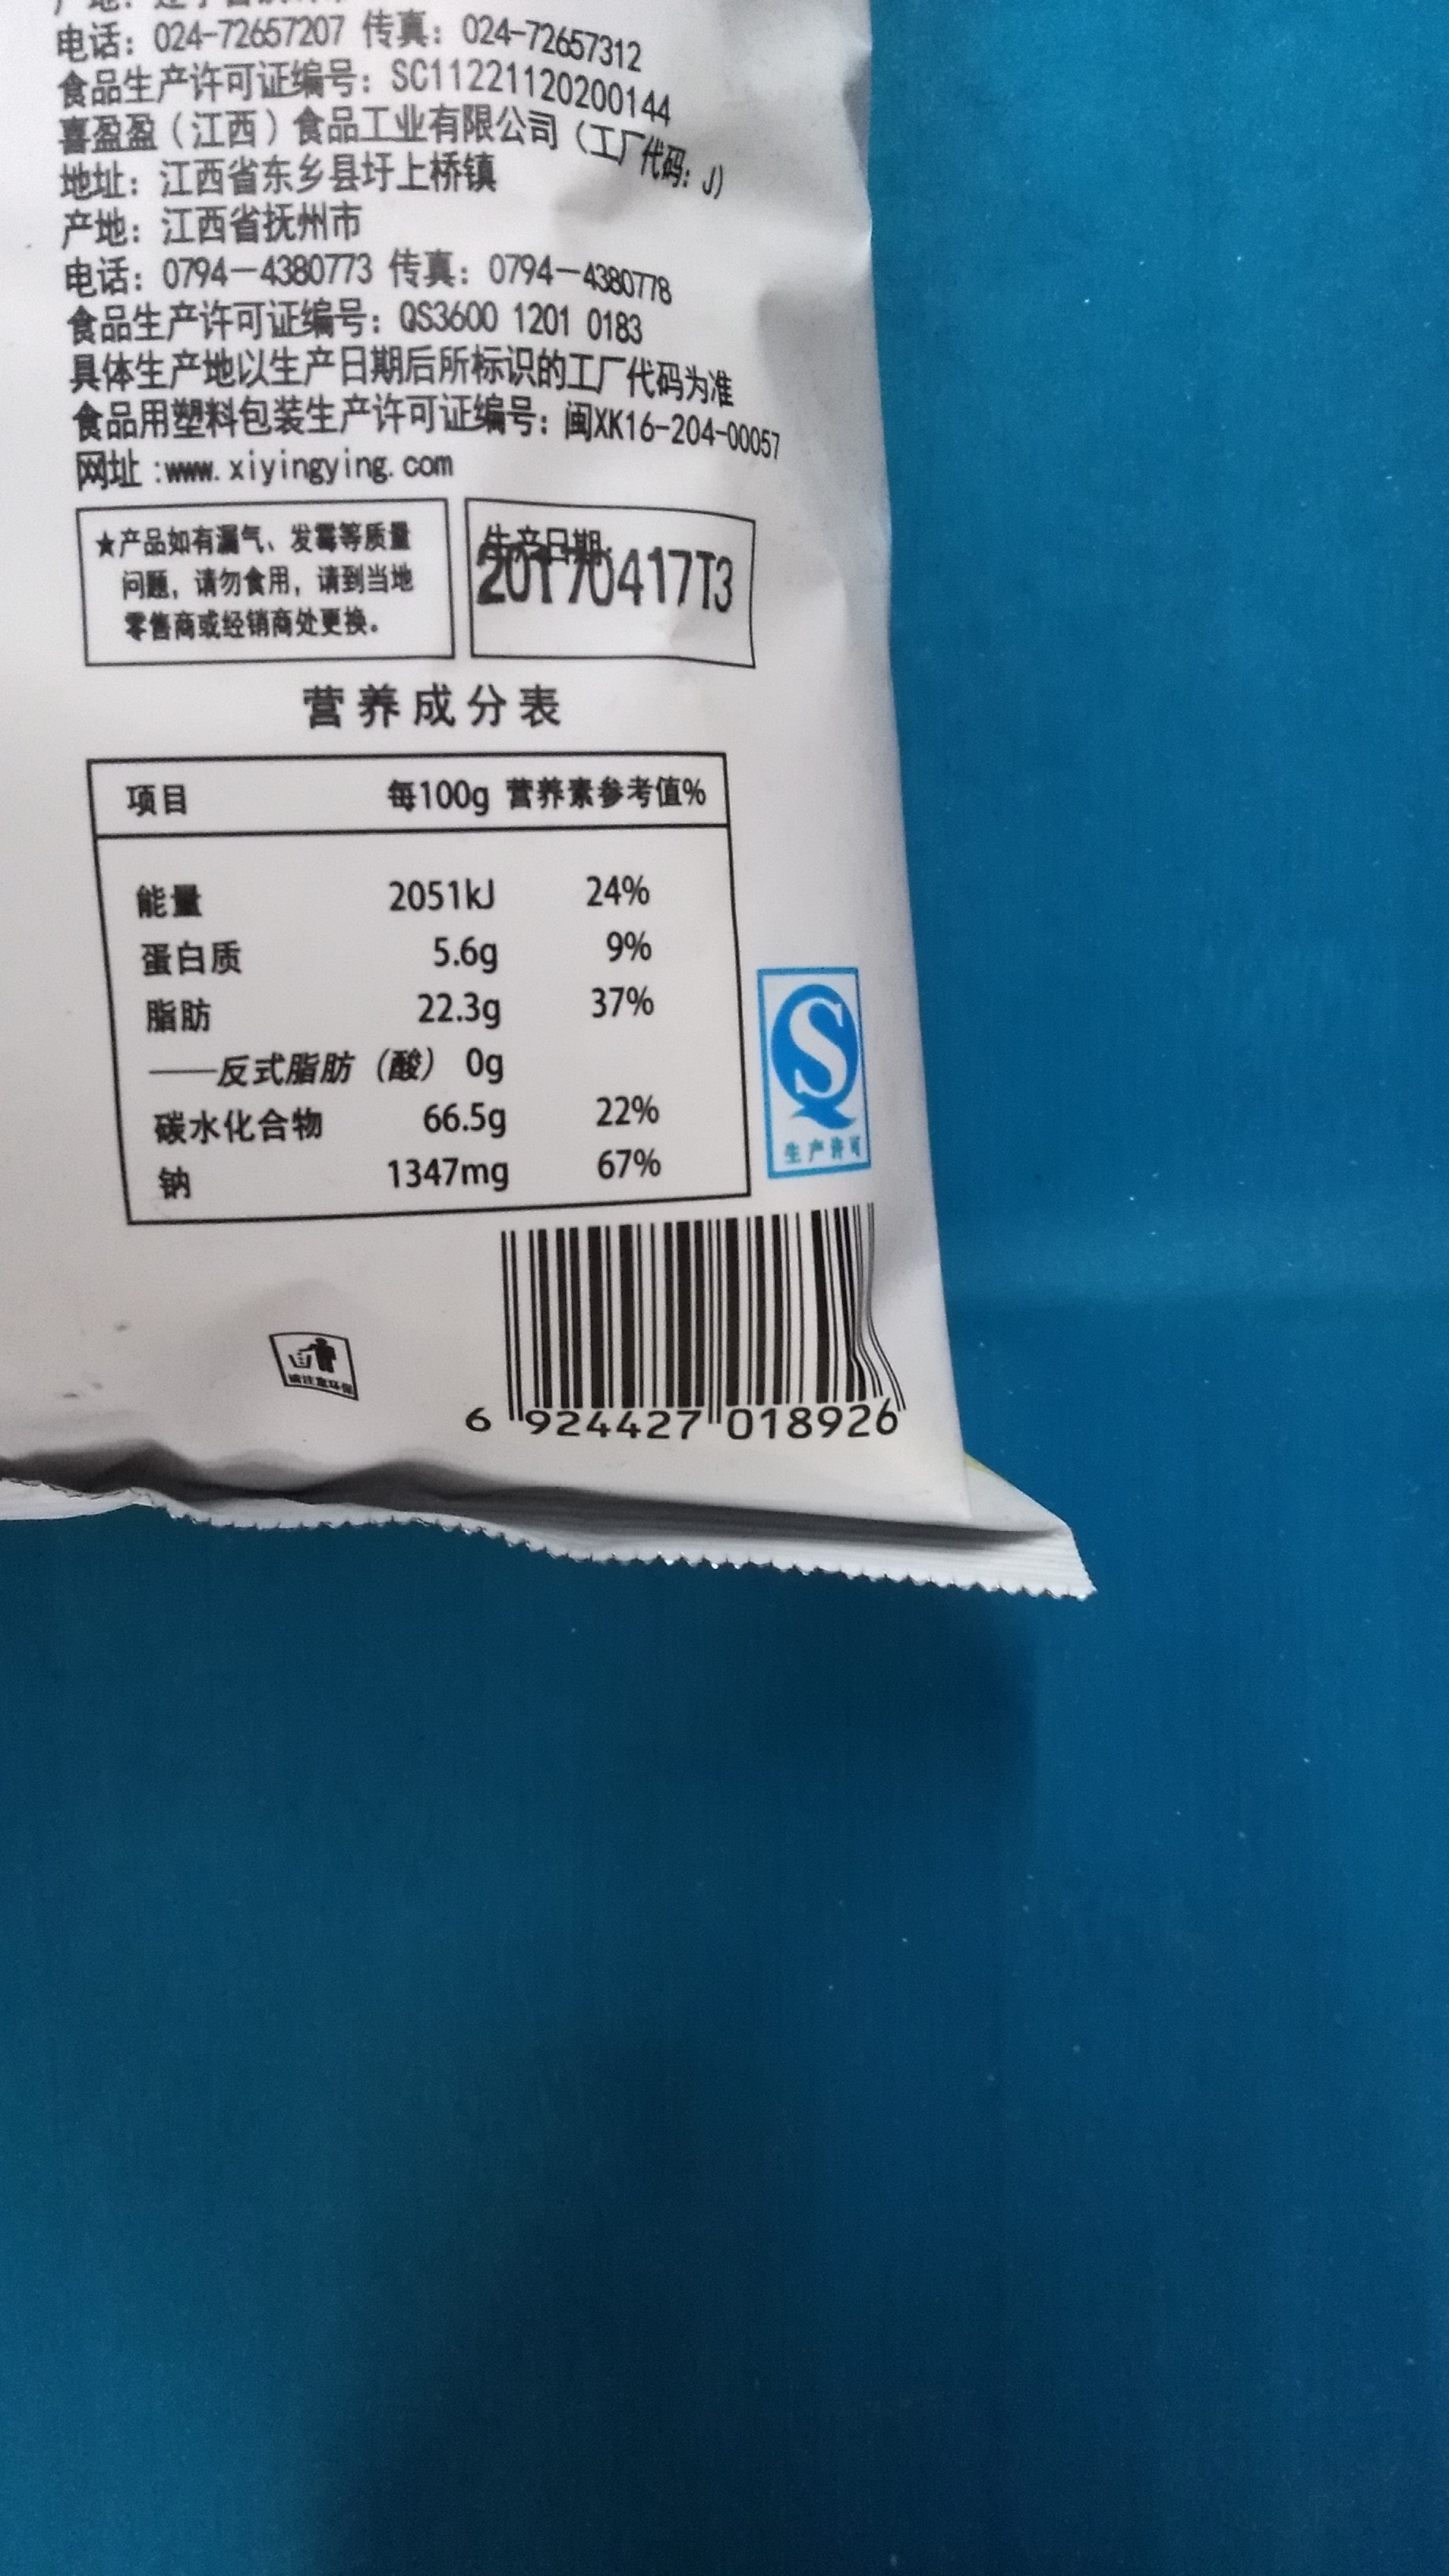 电话：024-72657207 传真：024-72657312
食品生产许可证编号：SC11221120200144
喜盈盈（江西）食品工业有限公司（工厂代码：J）
地址：江西省东乡县圩上桥镇
产地：江西省抚州市
电话：0794—4380773 传真：0794—4380778
食品生产许可证编号：QS3600 1201 0183
具体生产地以生产日期后所标识的工厂代码为准
食品用塑料包装生产许可证编号：闽XK16-204-00057
网址:www.xiyingying.com
★产品如有漏气、发霉等质量
问题，请勿食用，请到当地
零售商或经销商处更换。
生产日期:
20170417T3
营养成分表
项目 每100g 营养素参考值%
能量 2051kJ 24%
蛋白质 5.6g 9%
脂肪 22.3g 37%
——反式脂肪（酸） 0g
碳水化合物 66.5g 22%
钠 1347mg 67%
QS
生产许可
请注意环保
6 924427 018926